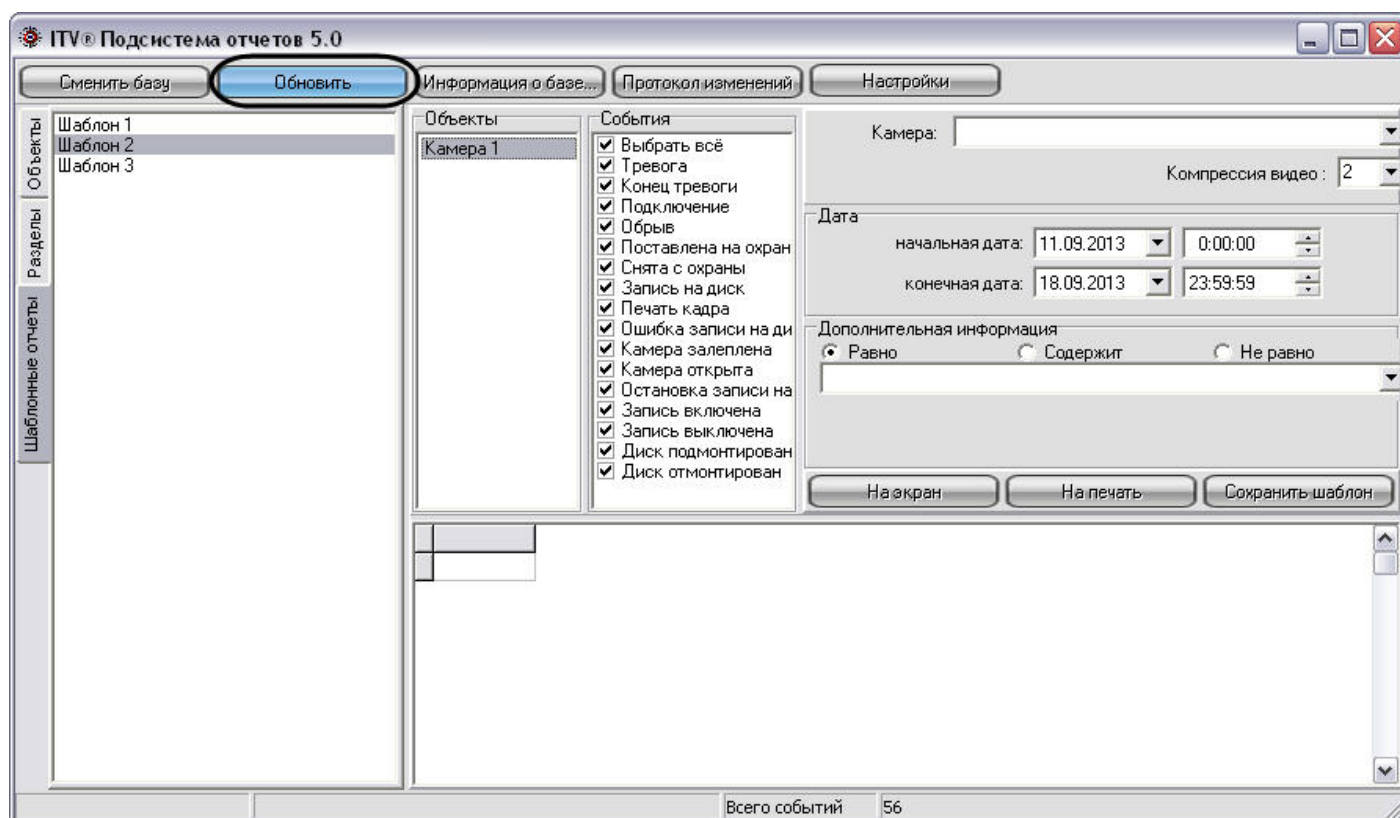 ITV® Подсистема отчетов 5.0
Сменить базу
Обновить
Информация о базе...
Протокол изменений
Настройки
Объекты
Разделы
Шаблонные отчеты
Шаблон 1
Шаблон 2
Шаблон 3
Объекты
Камера 1
События
Выбрать всё
Тревога
Конец тревоги
Подключение
Обрыв
Поставлена на охран
Снята с охраны
Запись на диск
Печать кадра
Ошибка записи на ди
Камера залеплена
Камера открыта
Остановка записи на
Запись включена
Запись выключена
Диск подмонтирован
Диск отмонтирован
Камера:
Компрессия видео : 2
Дата
начальная дата: 11.09.2013 0:00:00
конечная дата: 18.09.2013 23:59:59
Дополнительная информация
Равно Содержит Не равно
На экран
На печать
Сохранить шаблон
Всего событий 56